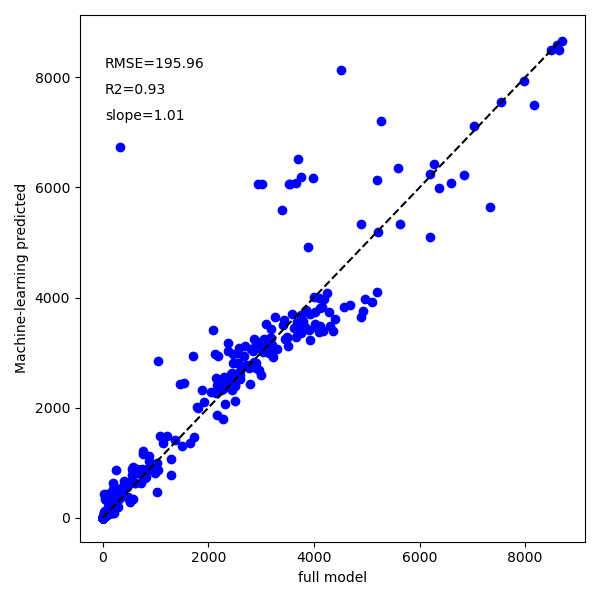 RMSE=195.96
R2=0.93
slope=1.01
8000
6000
4000
2000
0
Machine-learning predicted
0 2000 4000 6000 8000
full model